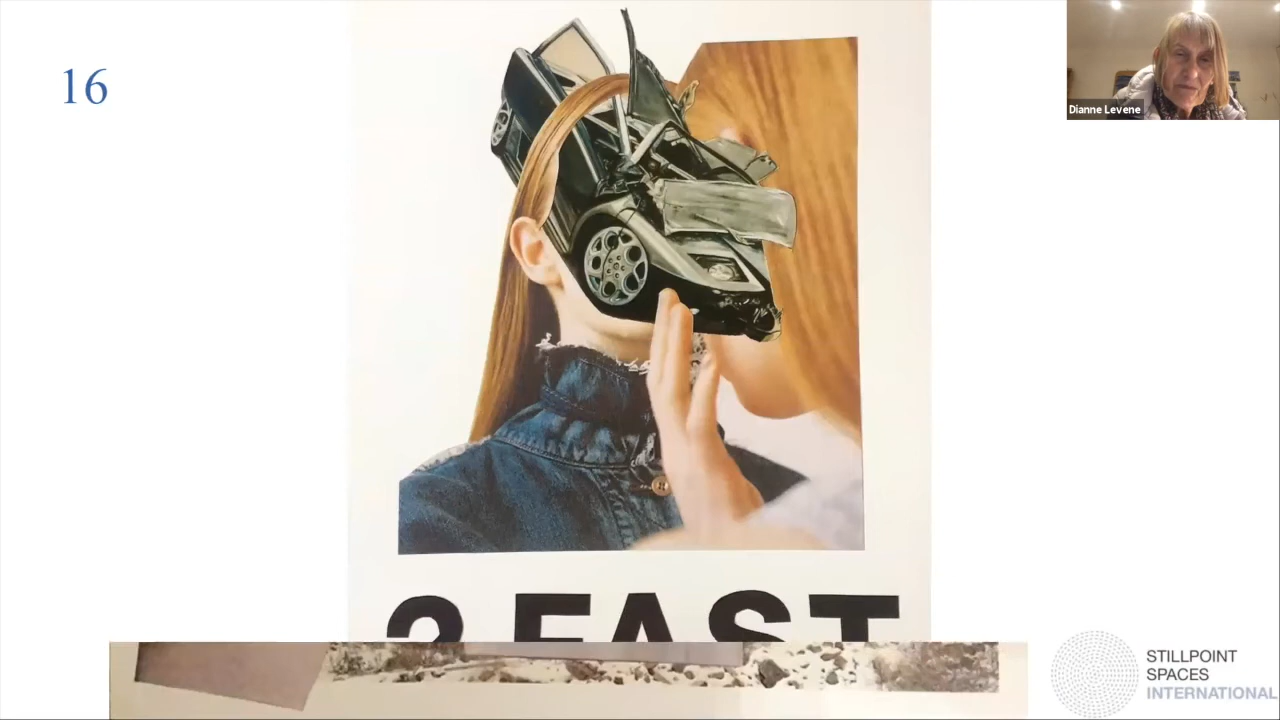 16
Dianne Levene
2 FAST
STILLPOINT
SPACES
INTERNATIONAL